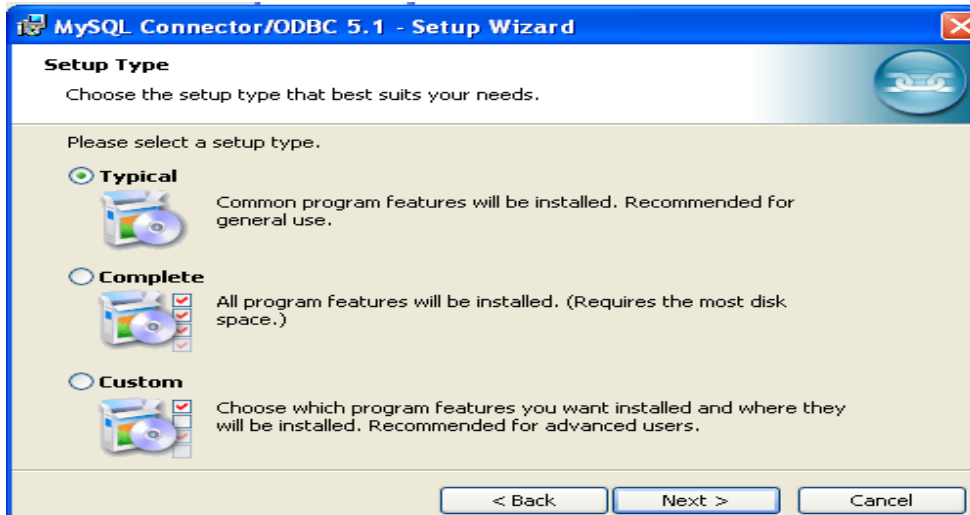 MySQL Connector/ODBC 5.1 - Setup Wizard
Setup Type
Choose the setup type that best suits your needs.
Please select a setup type.
Typical
Common program features will be installed. Recommended for
general use.
Complete
All program features will be installed. (Requires the most disk
space.)
Custom
Choose which program features you want installed and where they
will be installed. Recommended for advanced users.
< Back Next > Cancel